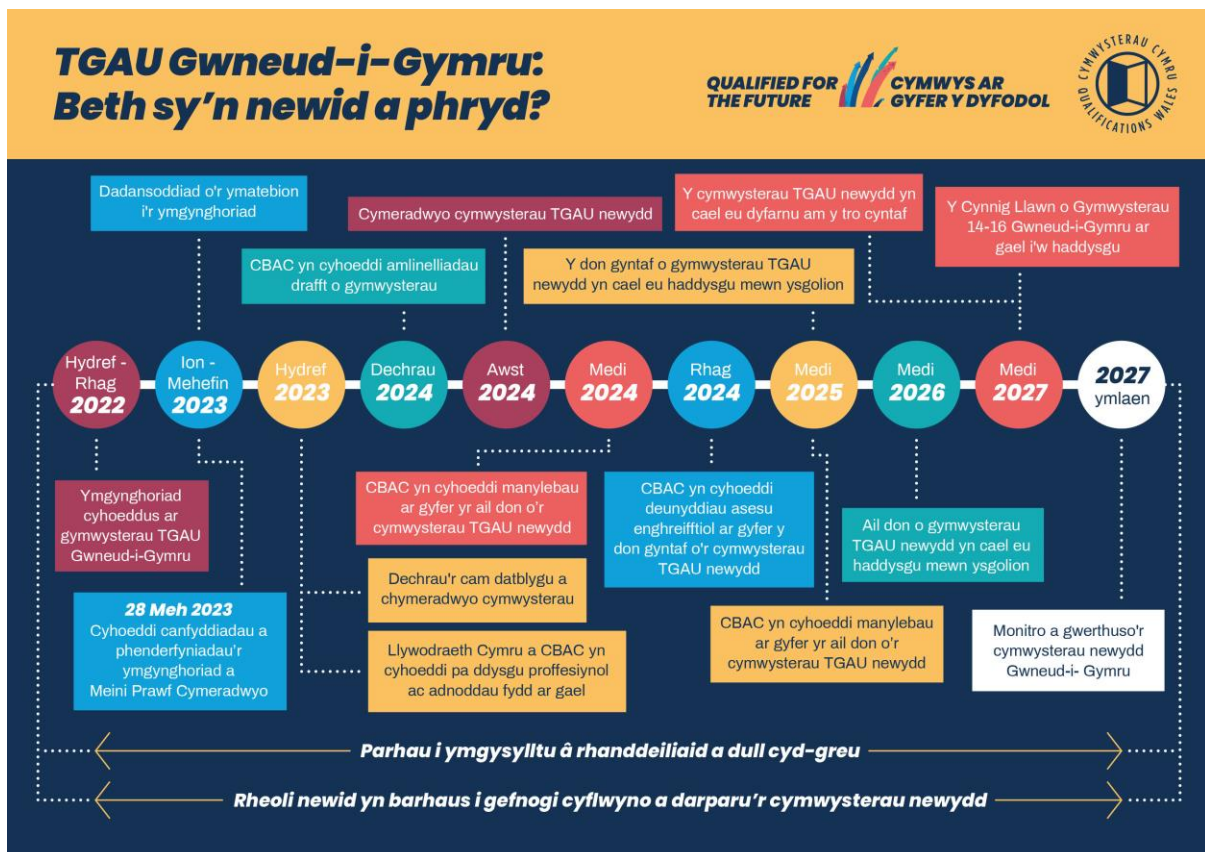 TGAU Gwneud-i-Gymru:
Beth sy'n newid a phryd?
QUALIFIED FOR
THE FUTURE
CYMWYS AR
GYFER Y DYFODOL
CYMWYSTERAU CYMRU
QUALIFICATIONS WALES
Dadansoddiad o'r ymatebion
i'r ymgynghoriad
Cymeradwyo cymwysterau TGAU newydd
Y cymwysterau TGAU newydd yn
cael eu dyfarnu am y tro cyntaf
Y Cynnig Llawn o Gymwysterau
14-16 Gwneud-i-Gymru ar
gael i'w haddysgu
CBAC yn cyhoeddi amlinelliadau
drafft o gymwysterau
Y don gyntaf o gymwysterau TGAU
newydd yn cael eu haddysgu mewn ysgolion
Hydref -
Rhag
2022
Ion -
Mehefin
2023
Hydref
2023
Dechrau
2024
Awst
2024
Medi
2024
Rhag
2024
Medi
2025
Medi
2026
Medi
2027
2027
ymlaen
Ymgynghoriad
cyhoeddus ar
gymwysterau TGAU
Gwneud-i-Gymru
28 Meh 2023
Cyhoeddi canfyddiadau a
phenderfyniadau'r
ymgynghoriad a
Meini Prawf Cymeradwyo
CBAC yn cyhoeddi manylebau
ar gyfer yr ail don o'r
cymwysterau TGAU newydd
Dechrau'r cam datblygu a
chymeradwyo cymwysterau
Llywodraeth Cymru a CBAC yn
cyhoeddi pa ddysgu proffesiynol
ac adnoddau fydd ar gael
CBAC yn cyhoeddi
deunyddiau asesu
enghreifftiol ar gyfer y
don gyntaf o'r cymwysterau
TGAU newydd
CBAC yn cyhoeddi manylebau
ar gyfer yr ail don o'r
cymwysterau TGAU newydd
Ail don o gymwysterau
TGAU newydd yn cael eu
haddysgu mewn ysgolion
Monitro a gwerthuso'r
cymwysterau newydd
Gwneud-i- Gymru
Parhau i ymgysylltu â rhanddeiliaid a dull cyd-greu
Rheoli newid yn barhaus i gefnogi cyflwyno a darparu'r cymwysterau newydd